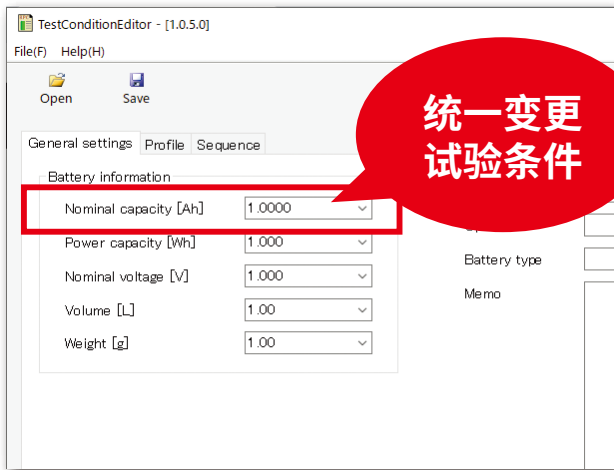 TestConditionEditor - [1.0.5.0]
File(F) Help(H)
Open Save
统一变更
试验条件
General settings Profile Sequence
Battery information
Nominal capacity [Ah] 1.0000
Power capacity [Wh] 1.000
Nominal voltage [V] 1.000
Battery type
Volume [L] 1.00
Memo
Weight [g] 1.00